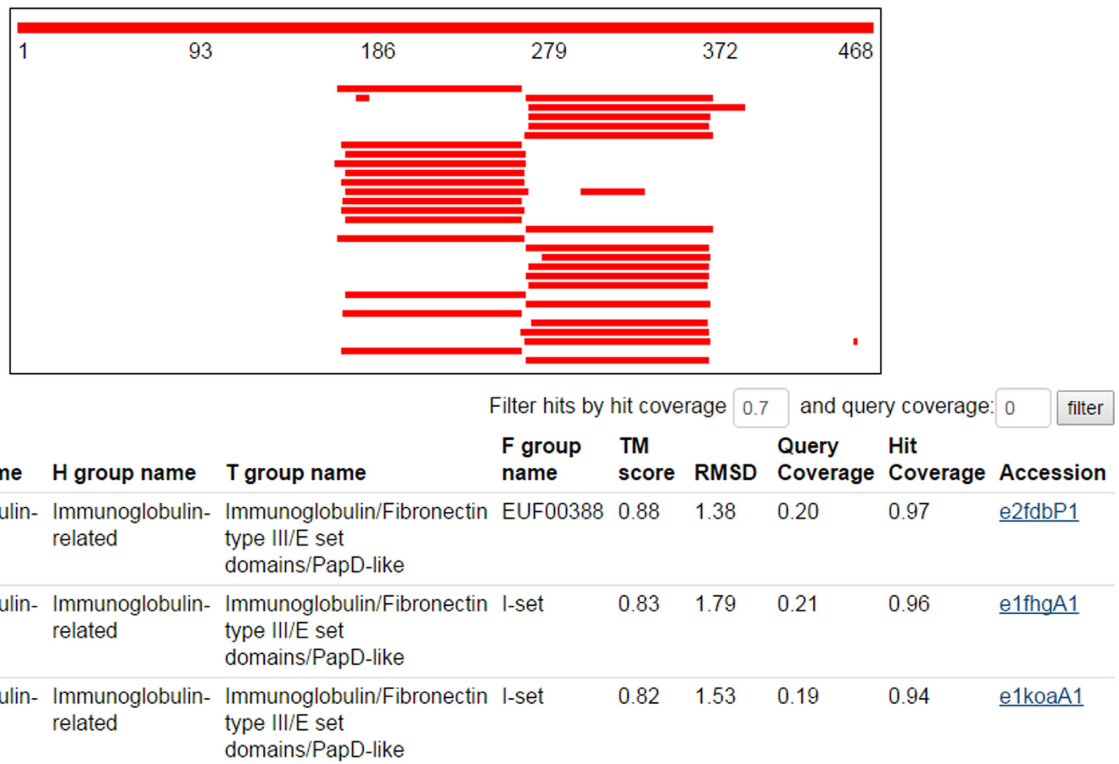 1 93 186 279 372 468
Filter hits by hit coverage 0.7 and query coverage: 0 filter
F group TM Query Hit
me H group name T group name name score RMSD Coverage Coverage Accession
ulin- Immunoglobulin- Immunoglobulin/Fibronectin EUF00388 0.88 1.38 0.20 0.97 e2fdbP1
related type III/E set
domains/PapD-like
ulin- Immunoglobulin- Immunoglobulin/Fibronectin I-set 0.83 1.79 0.21 0.96 e1fhgA1
related type III/E set
domains/PapD-like
ulin- Immunoglobulin- Immunoglobulin/Fibronectin I-set 0.82 1.53 0.19 0.94 e1koaA1
related type III/E set
domains/PapD-like